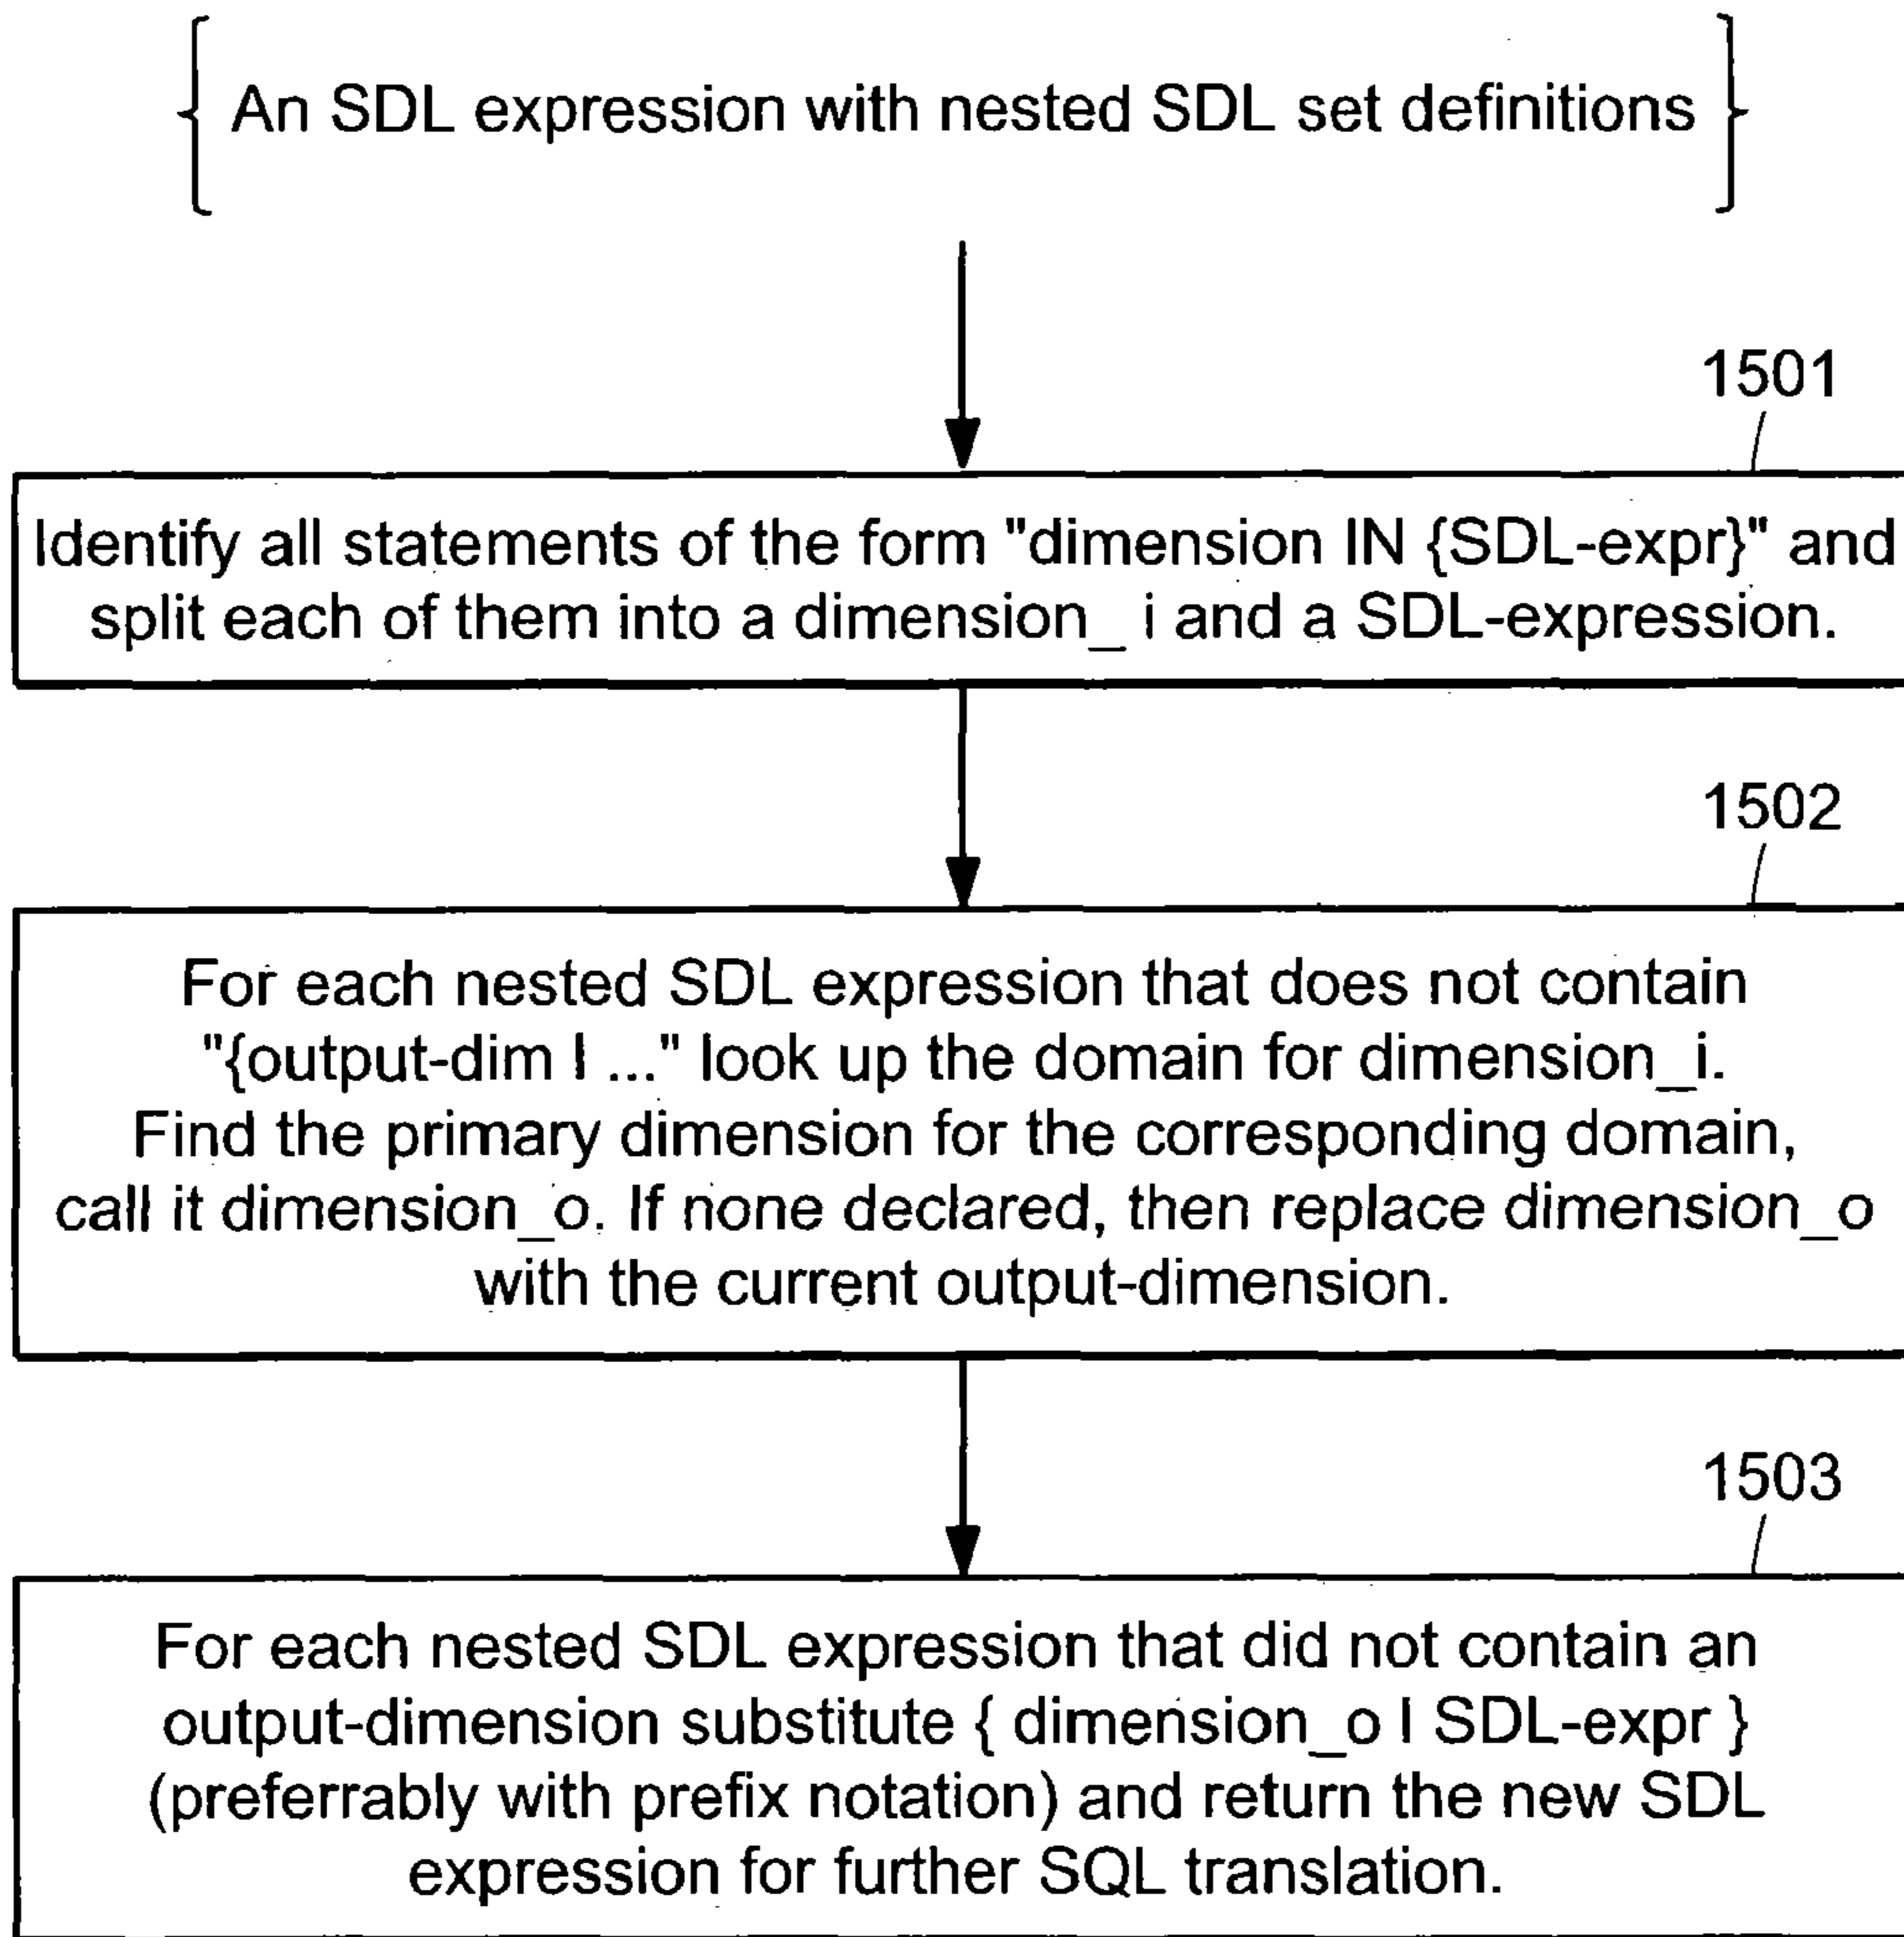 { An SDL expression with nested SDL set definitions }
1501
Identify all statements of the form "dimension IN {SDL-expr}" and
split each of them into a dimension_ i and a SDL-expression.
1502
For each nested SDL expression that does not contain
"{output-dim I ..." look up the domain for dimension_i.
Find the primary dimension for the corresponding domain,
call it dimension_o. If none declared, then replace dimension_o
with the current output-dimension.
1503
For each nested SDL expression that did not contain an
output-dimension substitute { dimension_o I SDL-expr }
(preferrably with prefix notation) and return the new SDL
expression for further SQL translation.